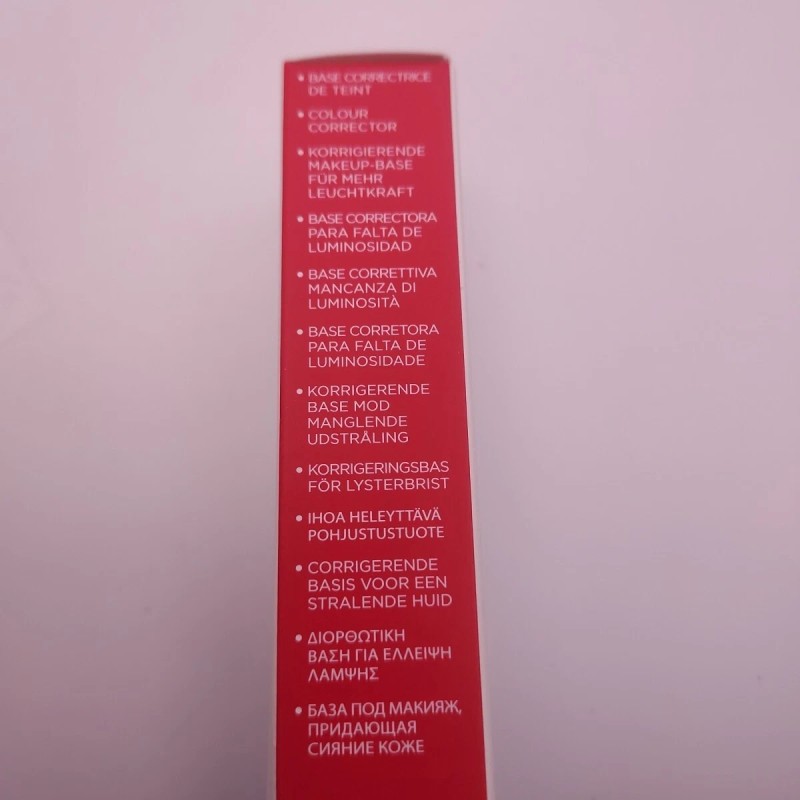 • BASE CORRECTRICE
DE TEINT
• COLOUR
CORRECTOR
• KORRIGIERENDE
MAKEUP-BASE
FÜR MEHR
LEUCHTKRAFT
• BASE CORRECTORA
PARA FALTA DE
LUMINOSIDAD
• BASE CORRETTIVA
MANCANZA DI
LUMINOSITÀ
• BASE CORRETORA
PARA FALTA DE
LUMINOSIDADE
• KORRIGERENDE
BASE MOD
MANGLENDE
UDSTRÅLING
• KORRIGERINGSBAS
FÖR LYSTERBRIST
• IHOA HELEYTTÄVÄ
POHJUSTUSTUOTE
• CORRIGERENDE
BASIS VOOR EEN
STRALENDE HUID
• ΔΙΟΡΘΩΤΙΚΗ
ΒΑΣΗ ΓΙΑ ΕΛΛΕΙΨΗ
ΛΑΜΨΗΣ
• БАЗА ПОД МАКИЯЖ,
ПРИДАЮЩАЯ
СИЯНИЕ КОЖЕ